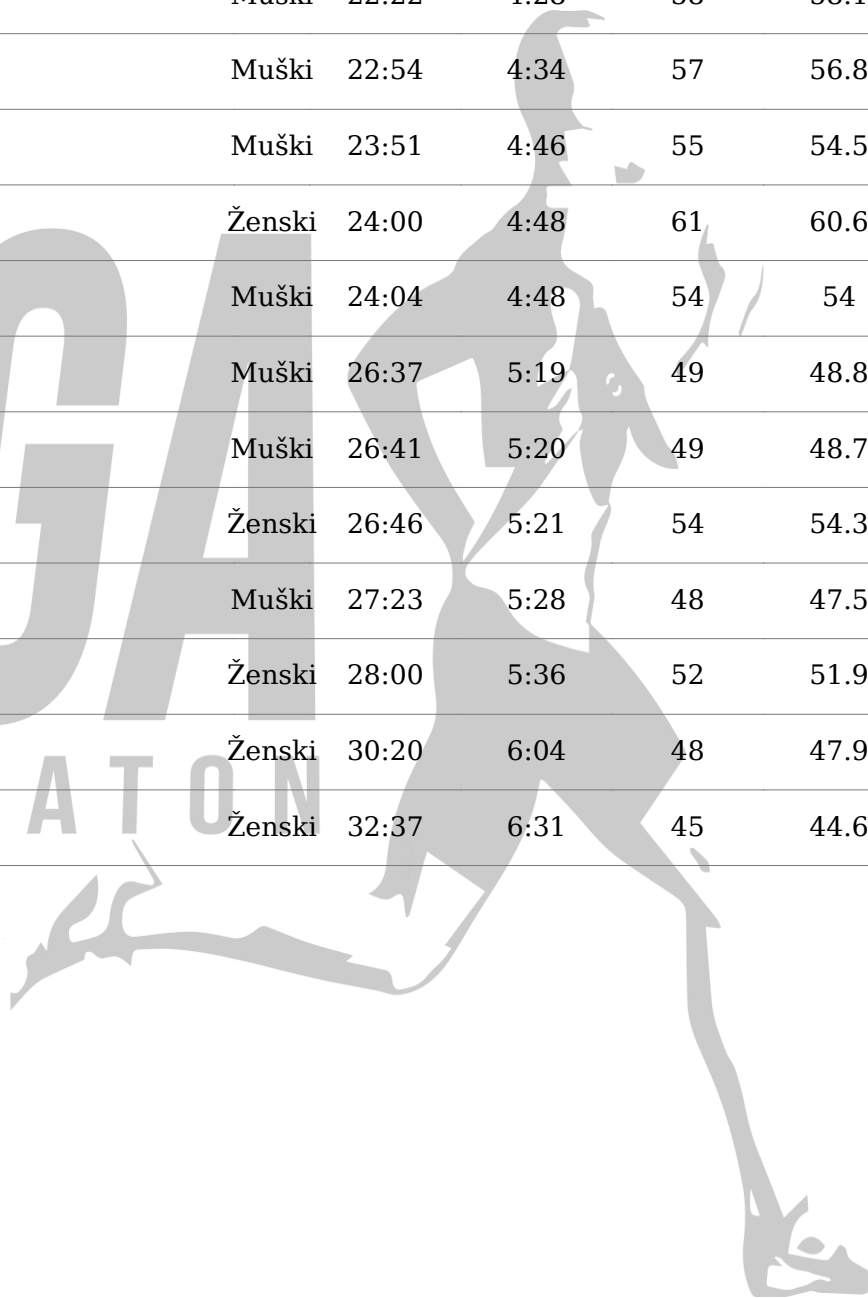 Muški 22:54 4:34 57 56.8
Muški 23:51 4:46 55 54.5
Ženski 24:00 4:48 61 60.6
Muški 24:04 4:48 54 54
Muški 26:37 5:19 49 48.8
Muški 26:41 5:20 49 48.7
Ženski 26:46 5:21 54 54.3
Muški 27:23 5:28 48 47.5
Ženski 28:00 5:36 52 51.9
Ženski 30:20 6:04 48 47.9
Ženski 32:37 6:31 45 44.6
GA
ATON